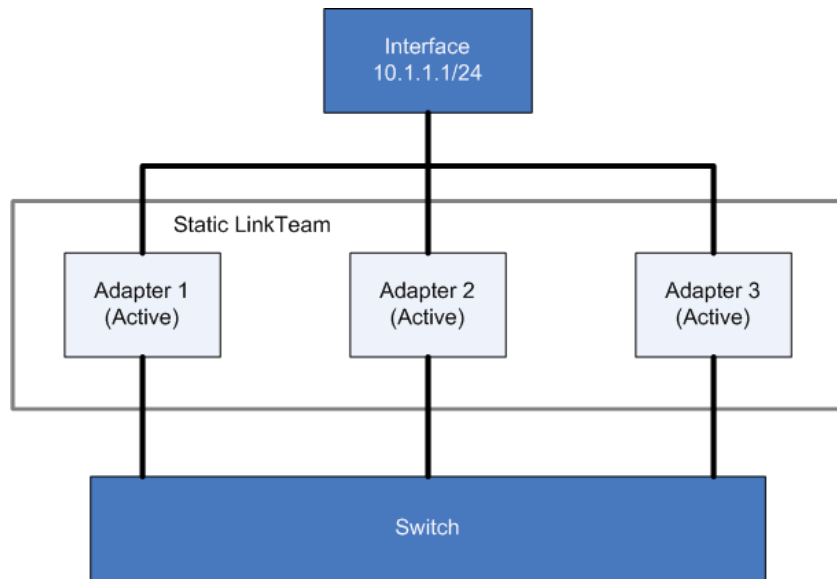 Interface
10.1.1.1/24
Static LinkTeam
Adapter 1
(Active)
Adapter 2
(Active)
Adapter 3
(Active)
Switch